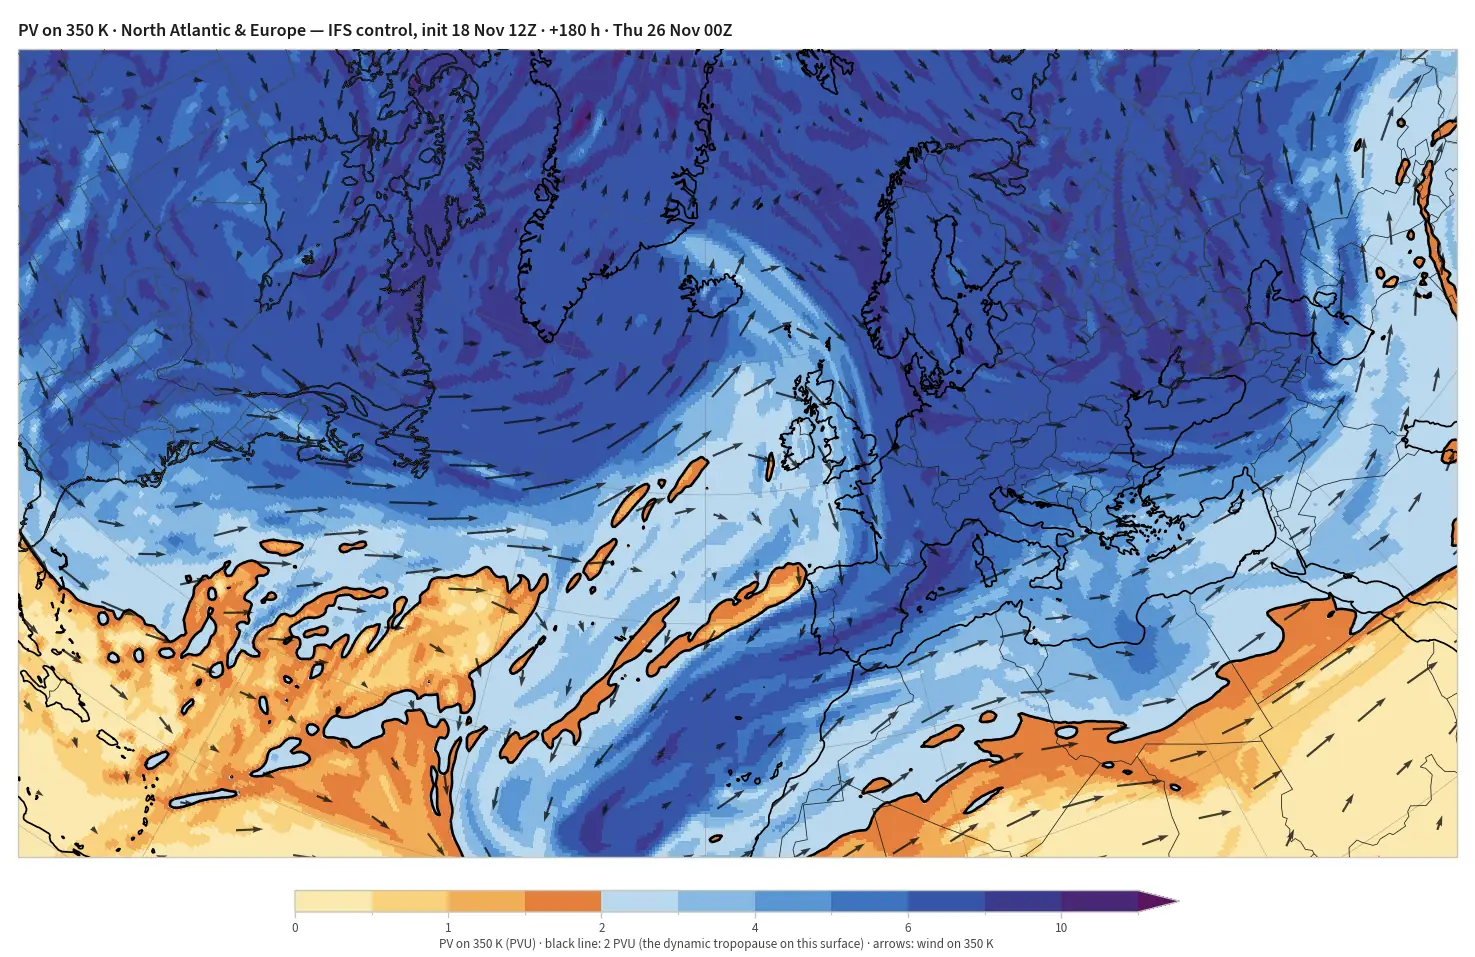 PV on 350 K · North Atlantic & Europe — IFS control, init 18 Nov 12Z · +180 h · Thu 26 Nov 00Z
0 1 2 4 6 10
PV on 350 K (PVU) · black line: 2 PVU (the dynamic tropopause on this surface) · arrows: wind on 350 K